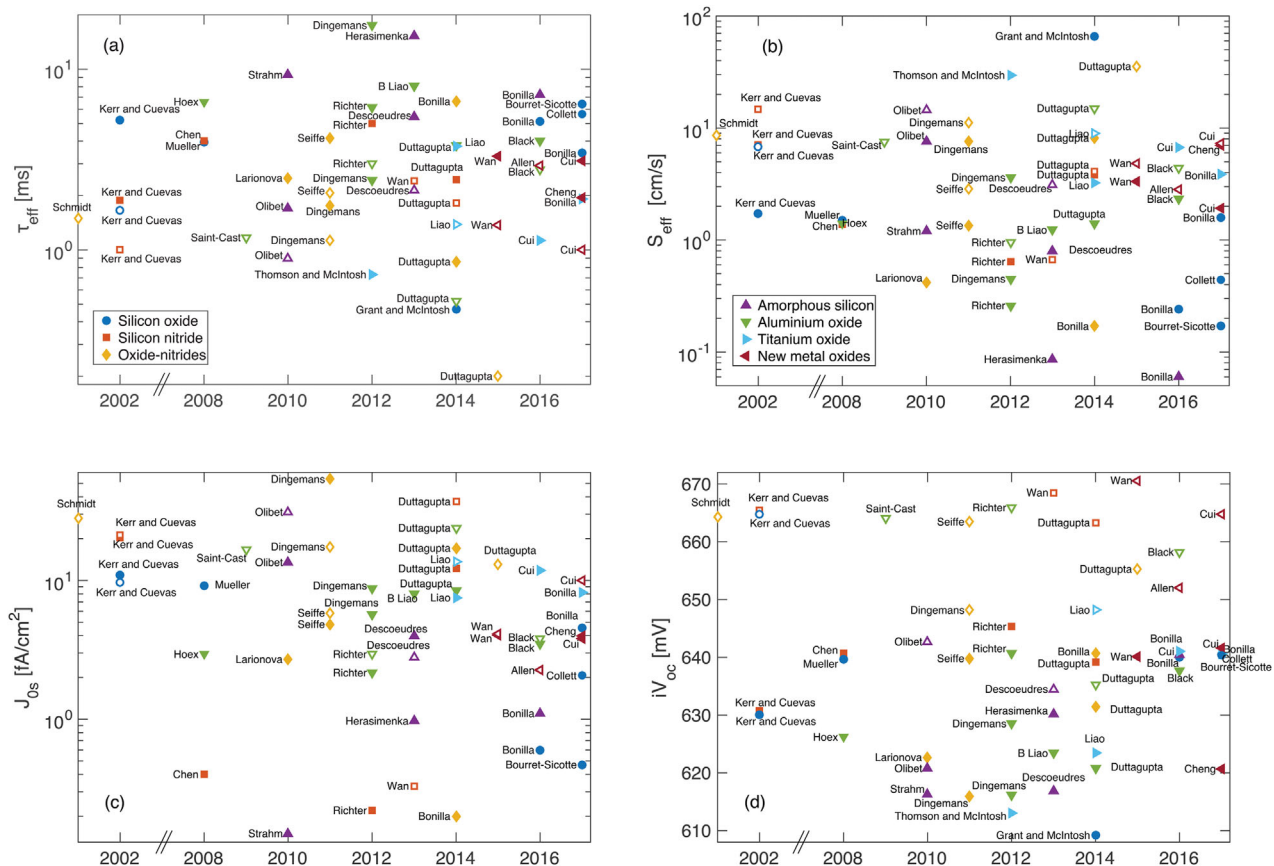 (a)
τeff [ms]
10^1
10^0
Dingemans
Herasimenka
Strahm
Kerr and Cuevas
Hoex
B Liao
Richter
Descoeudres
Richter
Bonilla
Bonilla
Bourret-Sicotte
Collett
Bonilla
Chen
Mueller
Seiffe
Liao
Duttagupta
Black
Bonilla
Richter
Dingemans
Duttagupta
Wan
Allen
Black
Cui
Kerr and Cuevas
Larionova
Seiffe
Dingemans
Wan
Descoeudres
Duttagupta
Cheng
Bonilla
Schmidt
Kerr and Cuevas
Olibet
Liao
Wan
Saint-Cast
Dingemans
Cui
Cui
Kerr and Cuevas
Olibet
Thomson and McIntosh
Duttagupta
Duttagupta
Grant and McIntosh
Duttagupta
Silicon oxide
Silicon nitride
Oxide-nitrides
2002 2008 2010 2012 2014 2016
(b)
Seff [cm/s]
10^2
10^1
10^0
10^-1
Grant and McIntosh
Duttagupta
Thomson and McIntosh
Kerr and Cuevas
Olibet
Duttagupta
Schmidt
Kerr and Cuevas
Kerr and Cuevas
Saint-Cast
Olibet
Dingemans
Dingemans
Liao
Duttagupta
Cui
Cheng
Cui
Duttagupta
Duttagupta
Liao
Wan
Wan
Black
Allen
Black
Bonilla
Dingemans
Descoeudres
Seiffe
Kerr and Cuevas
Mueller
Chen
Hoex
Strahm
Seiffe
B Liao
Duttagupta
Cui
Bonilla
Richter
Richter
Descoeudres
Wan
Larionova
Dingemans
Richter
Collett
Bonilla
Bourret-Sicotte
Bonilla
Herasimenka
Bonilla
Amorphous silicon
Aluminium oxide
Titanium oxide
New metal oxides
2002 2008 2010 2012 2014 2016
(c)
J0s [fA/cm²]
10^1
10^0
Dingemans
Schmidt
Olibet
Duttagupta
Kerr and Cuevas
Kerr and Cuevas
Duttagupta
Saint-Cast
Dingemans
Duttagupta
Duttagupta
Kerr and Cuevas
Kerr and Cuevas
Mueller
Olibet
Liao
Duttagupta
Cui
Cui
Dingemans
Duttagupta
B Liao
Liao
Bonilla
Dingemans
Seiffe
Seiffe
Descoeudres
Wan
Wan
Bonilla
Cheng
Cui
Black
Black
Hoex
Larionova
Richter
Descoeudres
Richter
Allen
Collett
Herasimenka
Bonilla
Bonilla
Bourret-Sicotte
Chen
Wan
Richter
Bonilla
Strahm
2002 2008 2010 2012 2014 2016
(d)
iVoc [mV]
670
660
650
640
630
620
610
Wan
Wan
Schmidt
Kerr and Cuevas
Kerr and Cuevas
Saint-Cast
Seiffe
Richter
Duttagupta
Cui
Black
Duttagupta
Allen
Dingemans
Liao
Richter
Olibet
Chen
Mueller
Seiffe
Richter
Bonilla
Duttagupta
Wan
Bonilla
Cui
Bonilla
Black
Cui
Bonilla
Collett
Bourret-Sicotte
Descoeudres
Duttagupta
Kerr and Cuevas
Kerr and Cuevas
Herasimenka
Duttagupta
Hoex
Dingemans
Larionova
Olibet
B Liao
Liao
Duttagupta
Cheng
Strahm
Dingemans
Dingemans
Descoeudres
Thomson and McIntosh
Grant and McIntosh
2002 2008 2010 2012 2014 2016